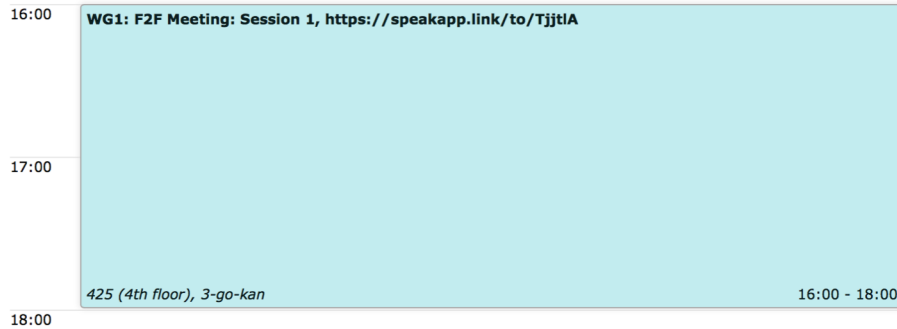 16:00
WG1: F2F Meeting: Session 1, https://speakapp.link/to/TjjtlA
17:00
425 (4th floor), 3-go-kan
16:00 - 18:00
18:00